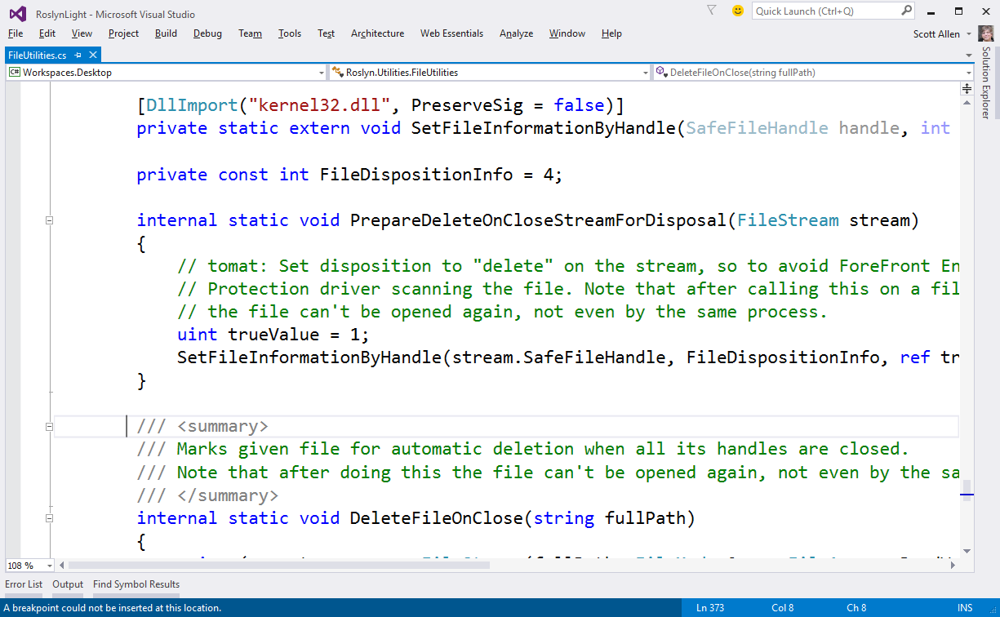 RoslynLight - Microsoft Visual Studio
Quick Launch (Ctrl+Q)
File Edit View Project Build Debug Team Tools Test Architecture Web Essentials Analyze Window Help
Scott Allen
FileUtilities.cs
Solution Explorer
C# Workspaces.Desktop
Roslyn.Utilities.FileUtilities
DeleteFileOnClose(string fullPath)
[DllImport("kernel32.dll", PreserveSig = false)]
private static extern void SetFileInformationByHandle(SafeFileHandle handle, int
private const int FileDispositionInfo = 4;
internal static void PrepareDeleteOnCloseStreamForDisposal(FileStream stream)
{
// tomat: Set disposition to "delete" on the stream, so to avoid ForeFront En
// Protection driver scanning the file. Note that after calling this on a fil
// the file can't be opened again, not even by the same process.
uint trueValue = 1;
SetFileInformationByHandle(stream.SafeFileHandle, FileDispositionInfo, ref tr
}
/// <summary>
/// Marks given file for automatic deletion when all its handles are closed.
/// Note that after doing this the file can't be opened again, not even by the sa
/// </summary>
internal static void DeleteFileOnClose(string fullPath)
{
108 %
Error List Output Find Symbol Results
A breakpoint could not be inserted at this location.
Ln 373 Col 8 Ch 8 INS